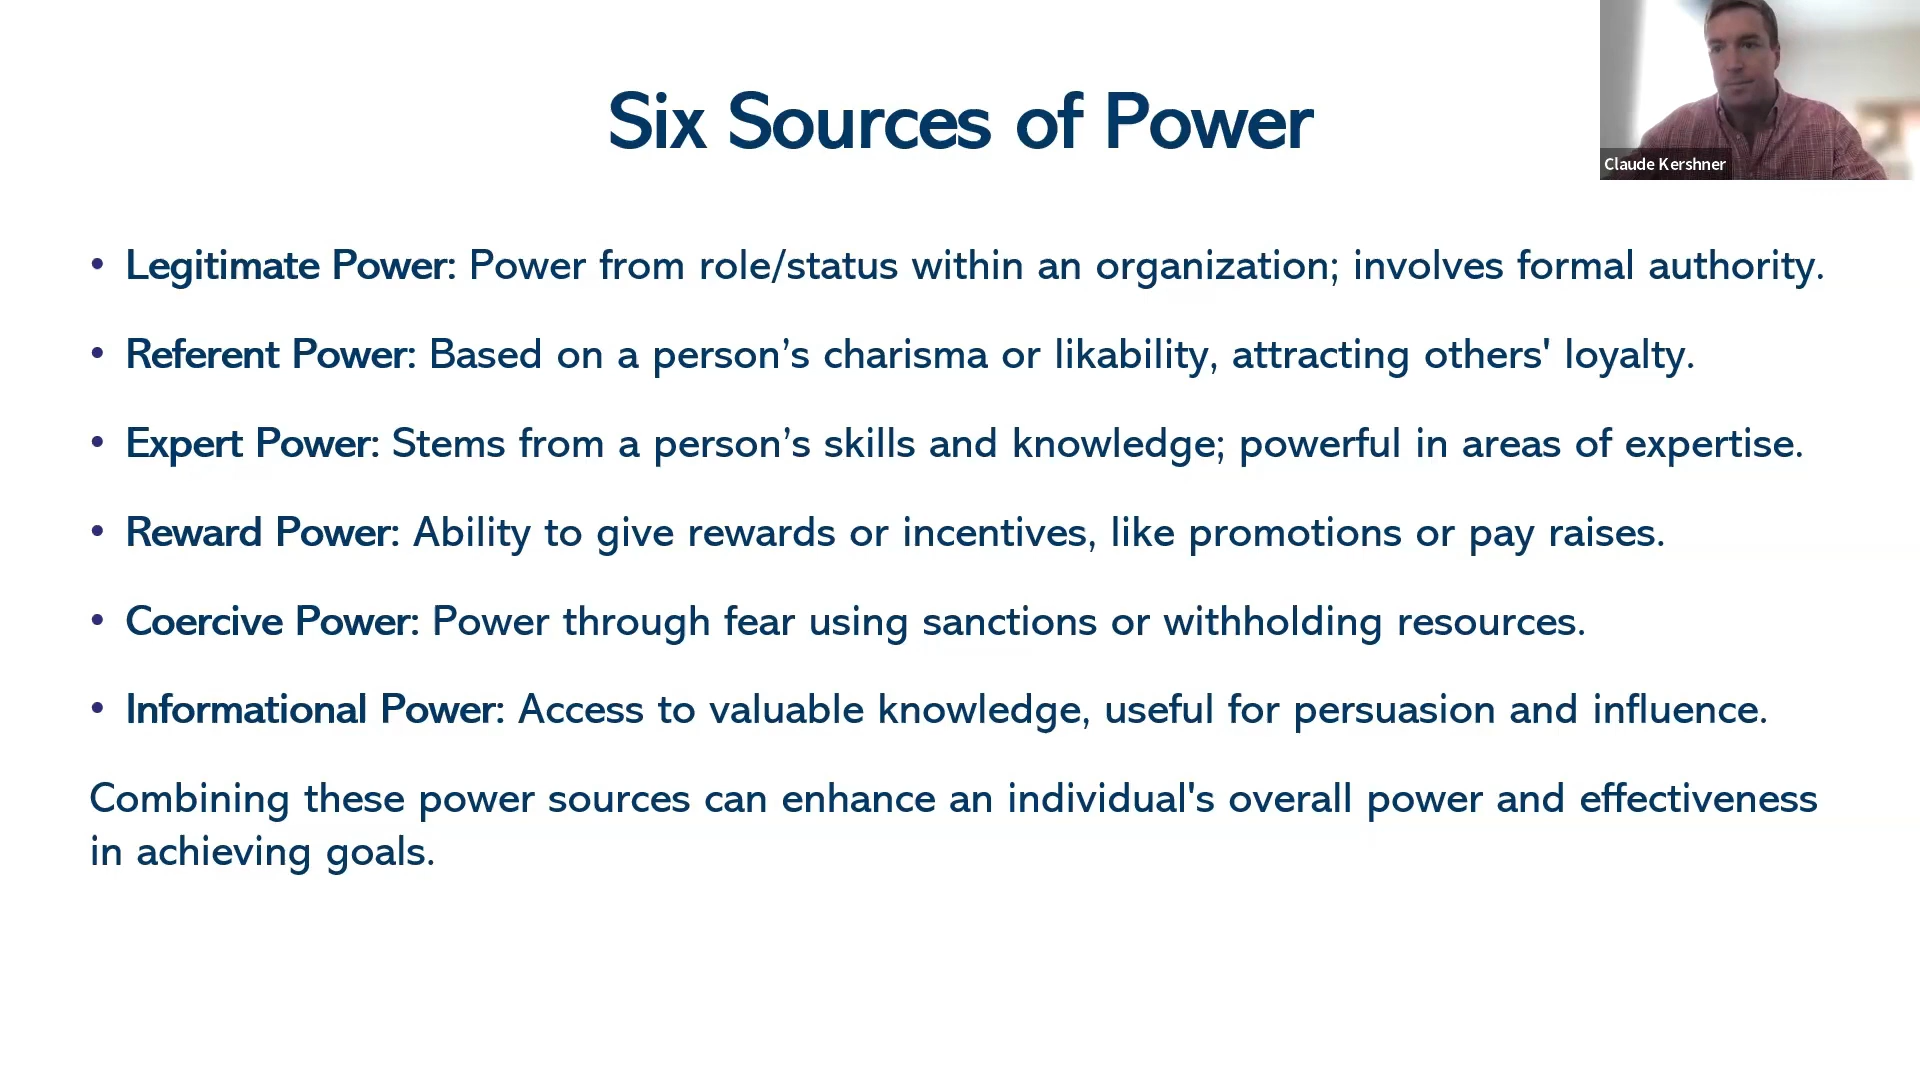 Six Sources of Power
Claude Kershner
• Legitimate Power: Power from role/status within an organization; involves formal authority.
• Referent Power: Based on a person’s charisma or likability, attracting others' loyalty.
• Expert Power: Stems from a person’s skills and knowledge; powerful in areas of expertise.
• Reward Power: Ability to give rewards or incentives, like promotions or pay raises.
• Coercive Power: Power through fear using sanctions or withholding resources.
• Informational Power: Access to valuable knowledge, useful for persuasion and influence.
Combining these power sources can enhance an individual's overall power and effectiveness
in achieving goals.